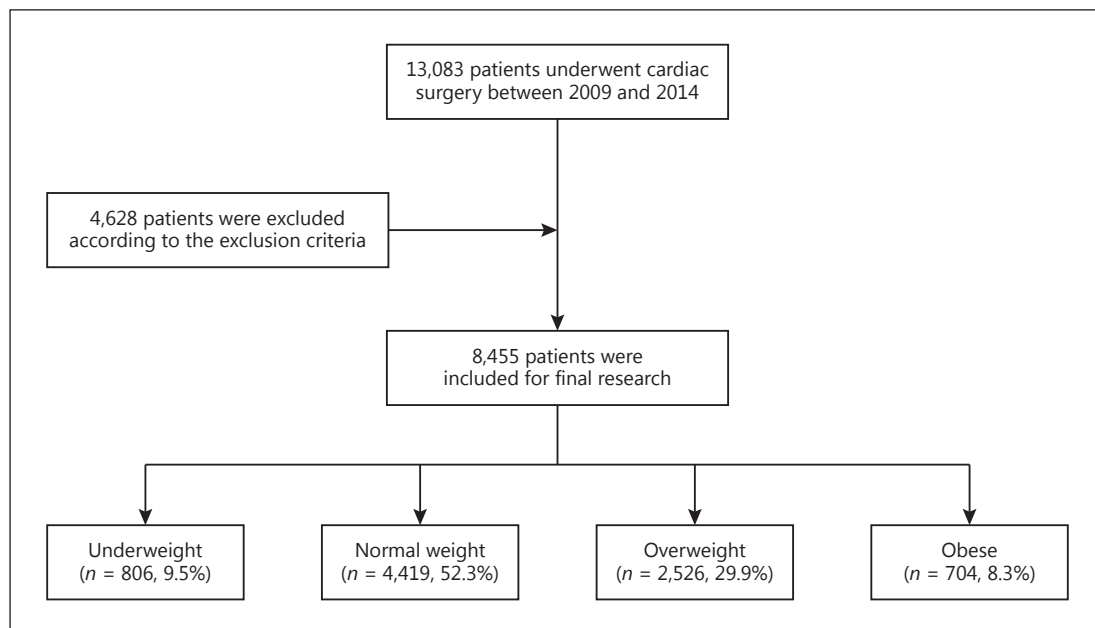 13,083 patients underwent cardiac
surgery between 2009 and 2014
4,628 patients were excluded
according to the exclusion criteria
8,455 patients were
included for final research
Underweight
(n = 806, 9.5%)
Normal weight
(n = 4,419, 52.3%)
Overweight
(n = 2,526, 29.9%)
Obese
(n = 704, 8.3%)